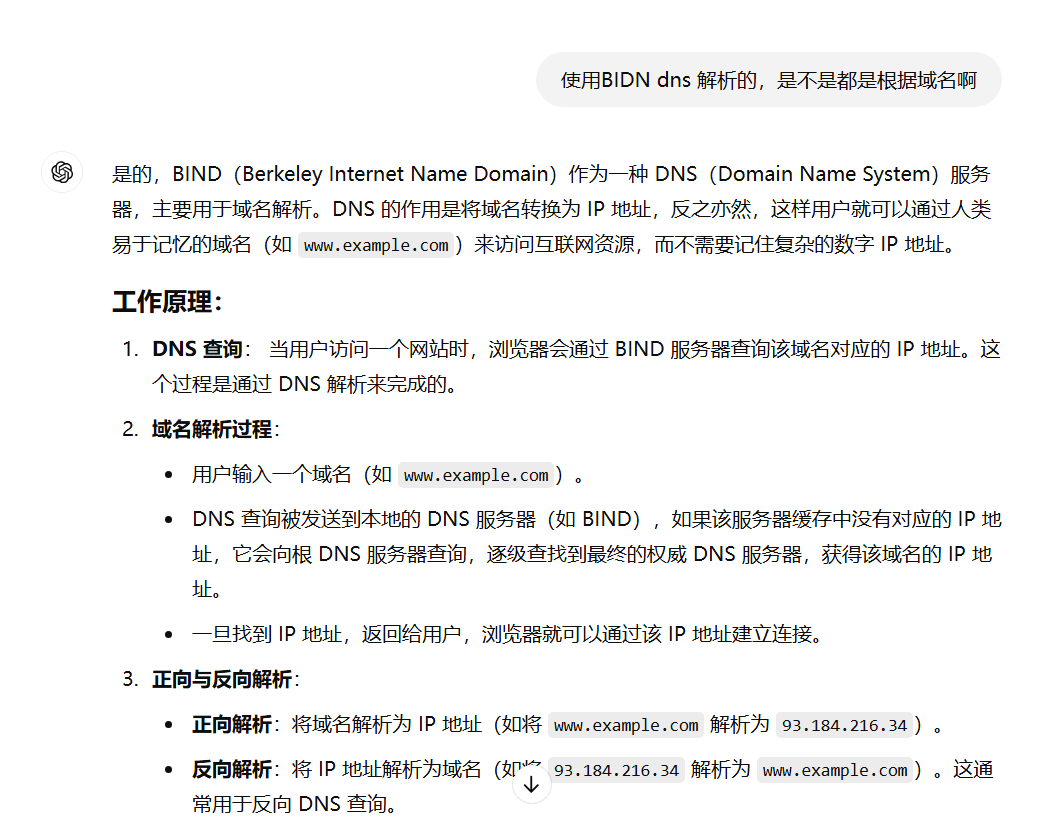 使用BIDN dns 解析的，是不是都是根据域名啊
是的，BIND（Berkeley Internet Name Domain）作为一种 DNS（Domain Name System）服务
器，主要用于域名解析。DNS 的作用是将域名转换为 IP 地址，反之亦然，这样用户就可以通过人类
易于记忆的域名（如 www.example.com）来访问互联网资源，而不需要记住复杂的数字 IP 地址。
工作原理：
1. DNS 查询： 当用户访问一个网站时，浏览器会通过 BIND 服务器查询该域名对应的 IP 地址。这
个过程是通过 DNS 解析来完成的。
2. 域名解析过程：
• 用户输入一个域名（如 www.example.com）。
• DNS 查询被发送到本地的 DNS 服务器（如 BIND），如果该服务器缓存中没有对应的 IP 地
址，它会向根 DNS 服务器查询，逐级查找到最终的权威 DNS 服务器，获得该域名的 IP 地
址。
• 一旦找到 IP 地址，返回给用户，浏览器就可以通过该 IP 地址建立连接。
3. 正向与反向解析：
• 正向解析：将域名解析为 IP 地址（如将 www.example.com 解析为 93.184.216.34）。
• 反向解析：将 IP 地址解析为域名（如将 93.184.216.34 解析为 www.example.com）。这通
常用于反向 DNS 查询。